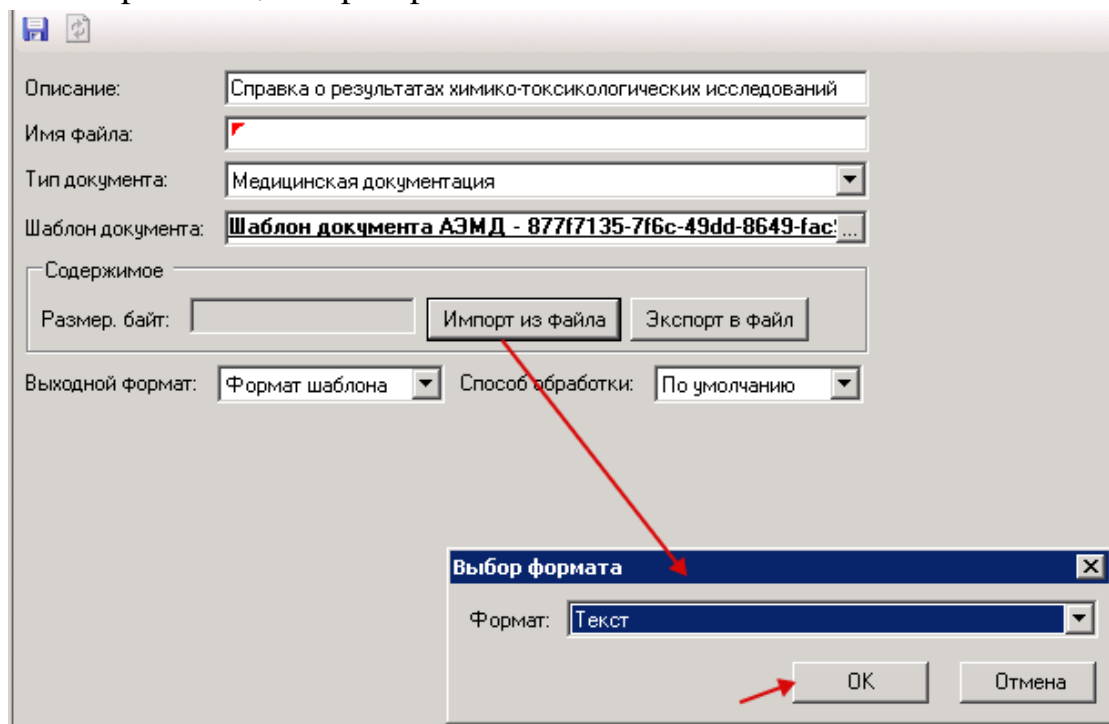 Описание: Справка о результатах химико-токсикологических исследований
Имя файла:
Тип документа: Медицинская документация
Шаблон документа: Шаблон документа АЭМД - 877f7135-7f6c-49dd-8649-fac ...
Содержимое
Размер. байт: Импорт из файла Экспорт в файл
Выходной формат: Формат шаблона Способ обработки: По умолчанию
Выбор формата
Формат: Текст
OK Отмена